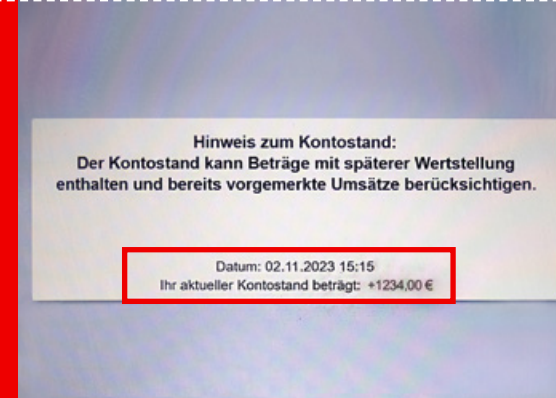 Hinweis zum Kontostand:
Der Kontostand kann Beträge mit späterer Wertstellung
enthalten und bereits vorgemerkte Umsätze berücksichtigen.
Datum: 02.11.2023 15:15
Ihr aktueller Kontostand beträgt: +1234,00 €